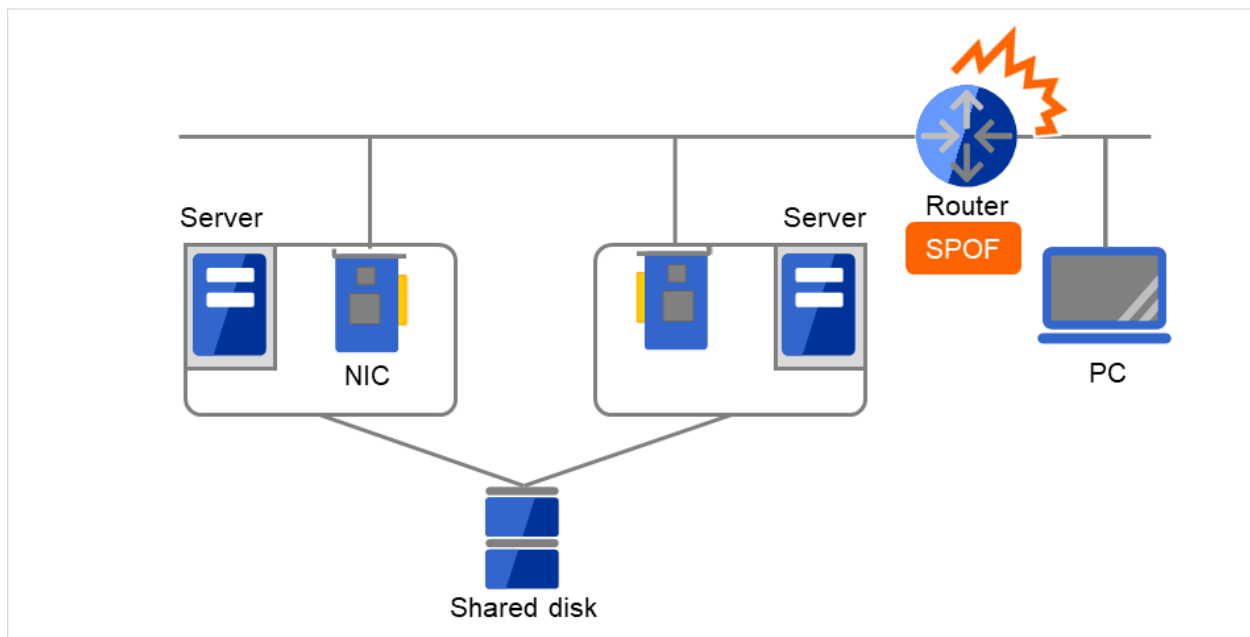 Server
Server
Router
SPOF
NIC
PC
Shared disk